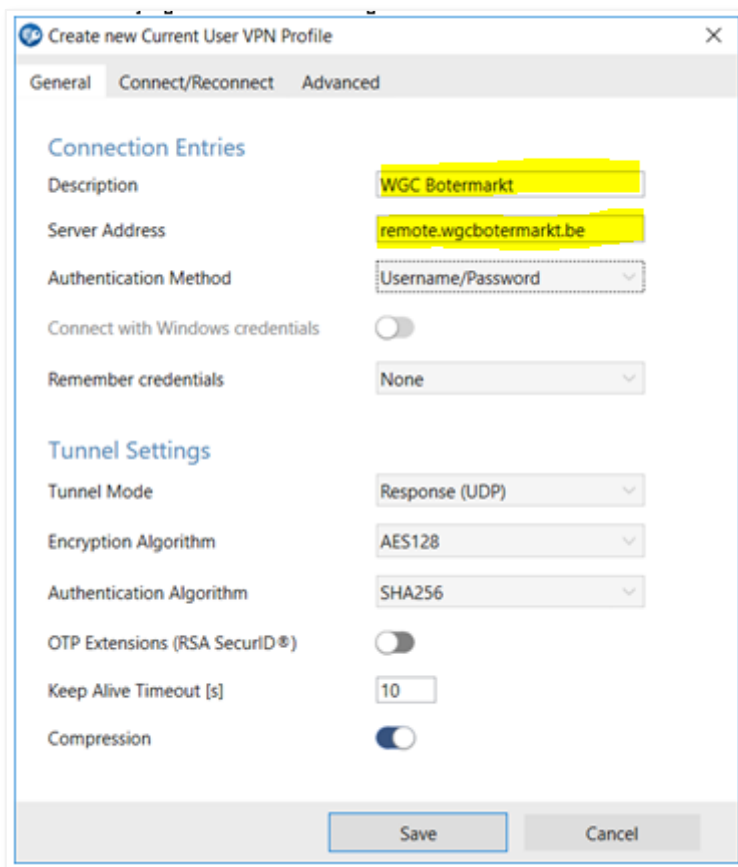 Create new Current User VPN Profile
General Connect/Reconnect Advanced
Connection Entries
Description WGC Botermarkt
Server Address remote.wgcbotermarkt.be
Authentication Method Username/Password
Connect with Windows credentials
Remember credentials None
Tunnel Settings
Tunnel Mode Response (UDP)
Encryption Algorithm AES128
Authentication Algorithm SHA256
OTP Extensions (RSA SecurID®)
Keep Alive Timeout [s] 10
Compression
Save Cancel